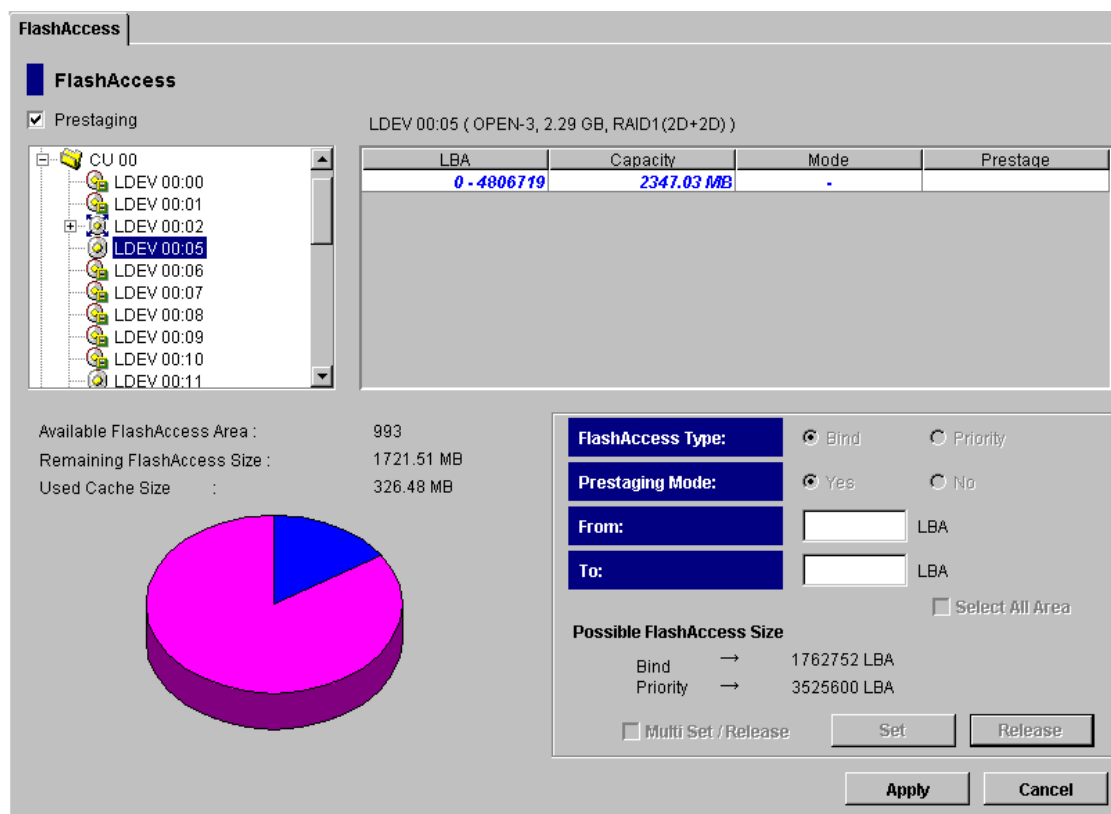 FlashAccess
FlashAccess
Prestaging
LDEV 00:05 ( OPEN-3, 2.29 GB, RAID1(2D+2D) )
CU 00
LDEV 00:00
LDEV 00:01
LDEV 00:02
LDEV 00:05
LDEV 00:06
LDEV 00:07
LDEV 00:08
LDEV 00:09
LDEV 00:10
LDEV 00:11
LBA Capacity Mode Prestage
0 - 4806719 2347.03 MB -
Available FlashAccess Area : 993
Remaining FlashAccess Size : 1721.51 MB
Used Cache Size : 326.48 MB
FlashAccess Type: Bind Priority
Prestaging Mode: Yes No
From: LBA
To: LBA
Select All Area
Possible FlashAccess Size
Bind → 1762752 LBA
Priority → 3525600 LBA
Multi Set / Release Set Release
Apply Cancel